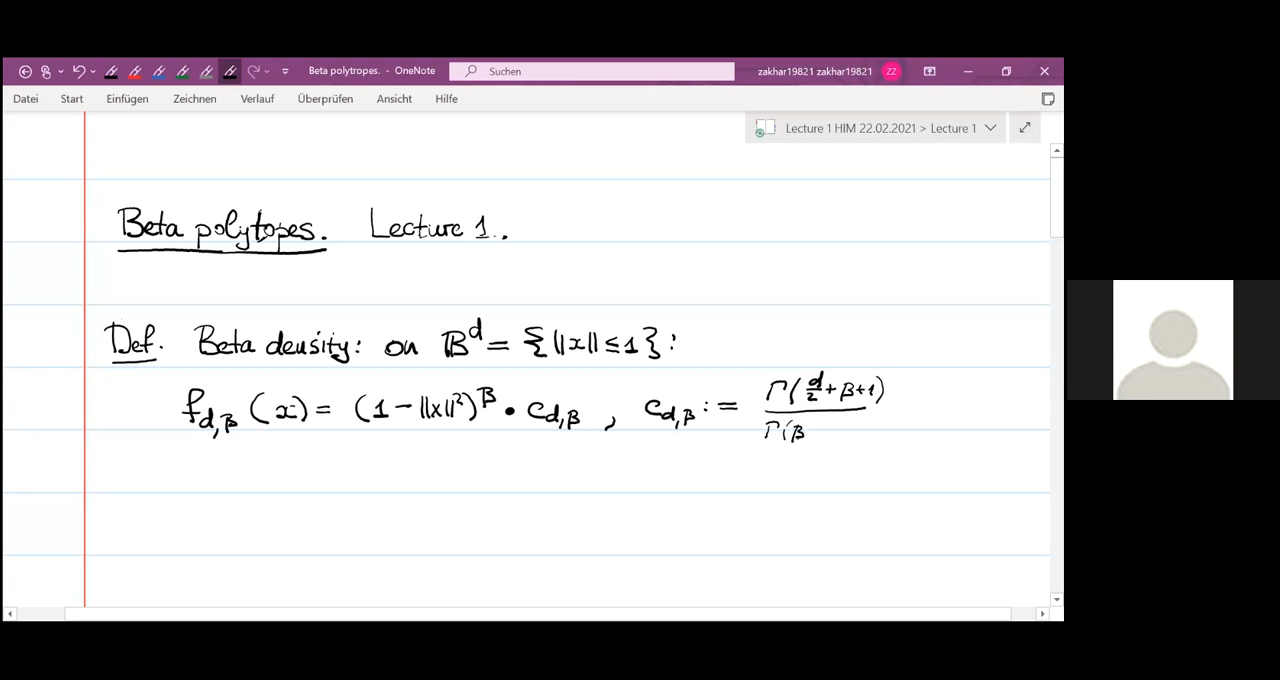 Beta polytopes. - OneNote
Suchen
zakhar19821 zakhar19821 ZZ
Datei Start Einfügen Zeichnen Verlauf Überprüfen Ansicht Hilfe
Lecture 1 HIM 22.02.2021 > Lecture 1
Beta polytopes. Lecture 1.
Def. Beta density: on 𝔹^d = {||x|| ≤ 1}:
f_{d,β}(x) = (1 - ||x||²)^β · c_{d,β}, c_{d,β} := Γ(d/2 + β + 1)
Γ(β